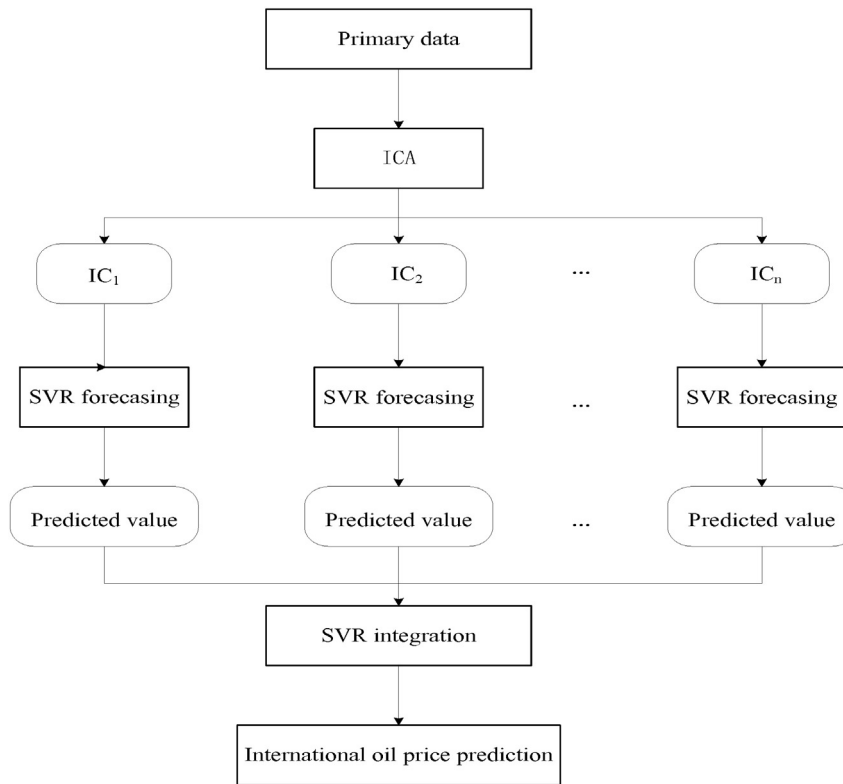 Primary data
ICA
IC₁
IC₂
...
ICₙ
SVR forecasing
SVR forecasing
...
SVR forecasing
Predicted value
Predicted value
...
Predicted value
SVR integration
International oil price prediction